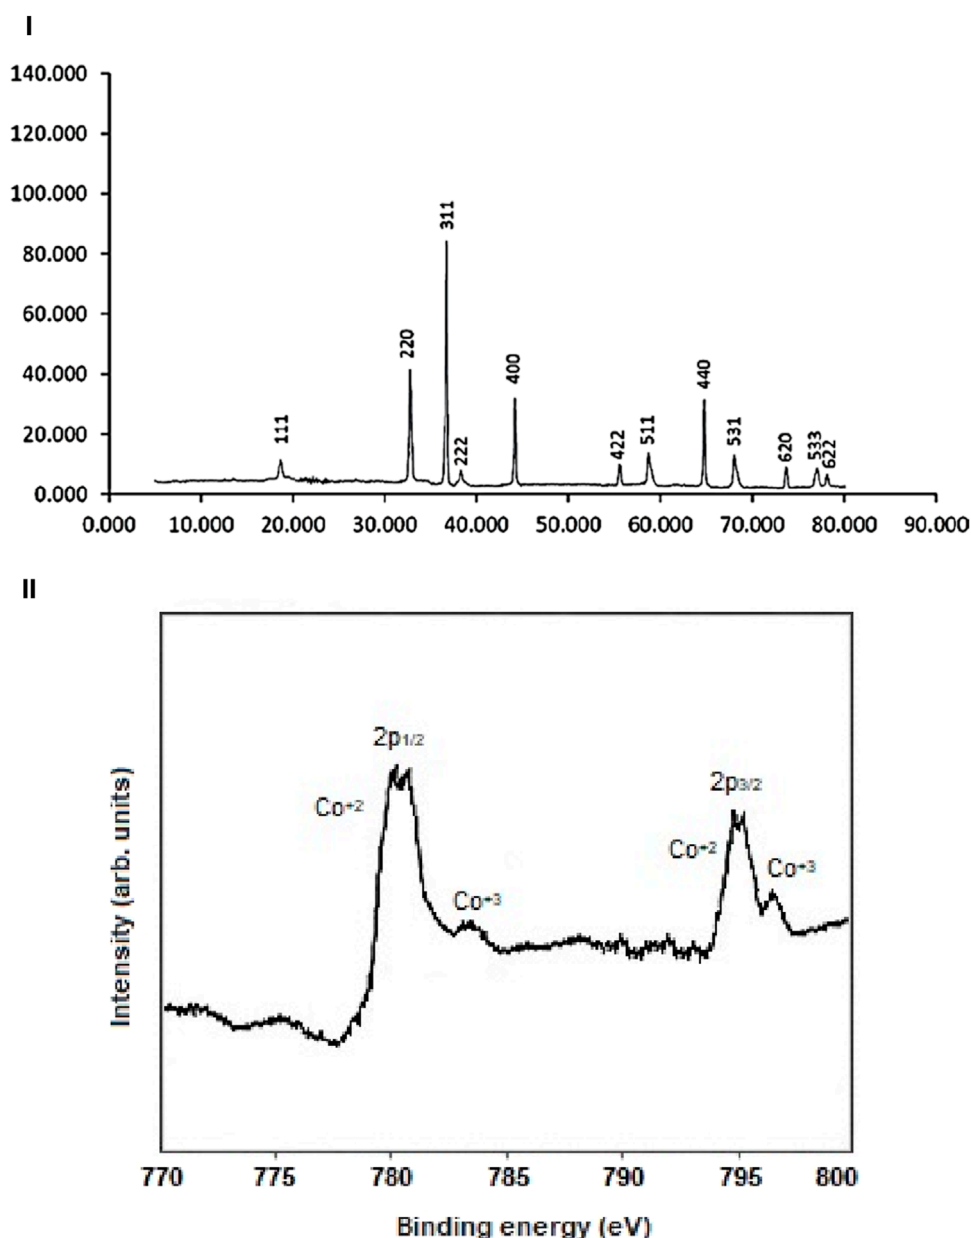 I
140.000
120.000
100.000
80.000
60.000
40.000
20.000
0.000
111
220
311
222
400
422
511
440
531
620
533
622
0.000 10.000 20.000 30.000 40.000 50.000 60.000 70.000 80.000 90.000
II
Intensity (arb. units)
2p1/2
Co+2
Co+3
2p3/2
Co+2
Co+3
770 775 780 785 790 795 800
Binding energy (eV)